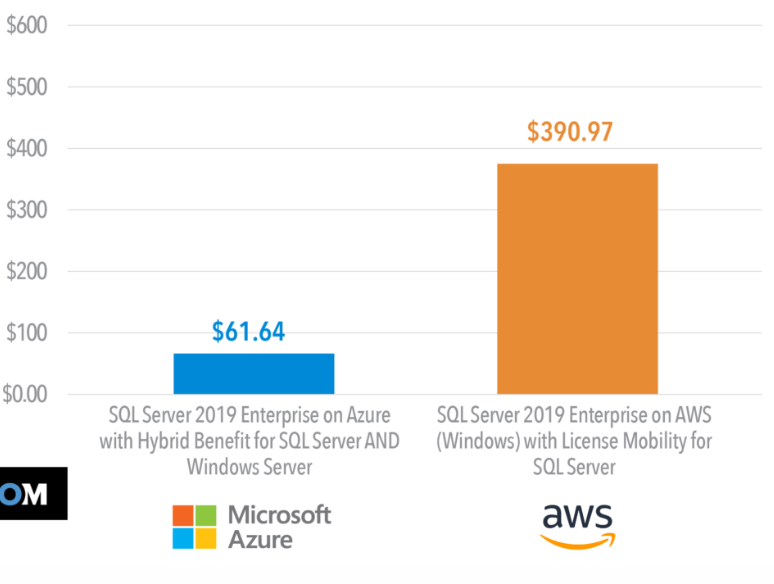 $600
$500
$400
$300
$200
$100
$0.00
$61.64
$390.97
SQL Server 2019 Enterprise on Azure
with Hybrid Benefit for SQL Server AND
Windows Server
SQL Server 2019 Enterprise on AWS
(Windows) with License Mobility for
SQL Server
OM
Microsoft
Azure
aws